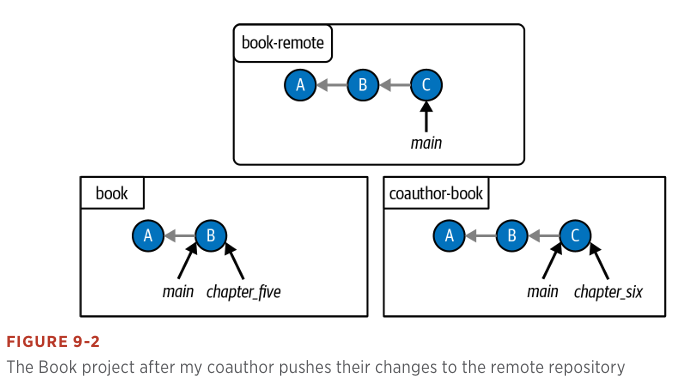 book-remote
A B C
main
book
A B
main chapter_five
coauthor-book
A B C
main chapter_six
FIGURE 9-2
The Book project after my coauthor pushes their changes to the remote repository